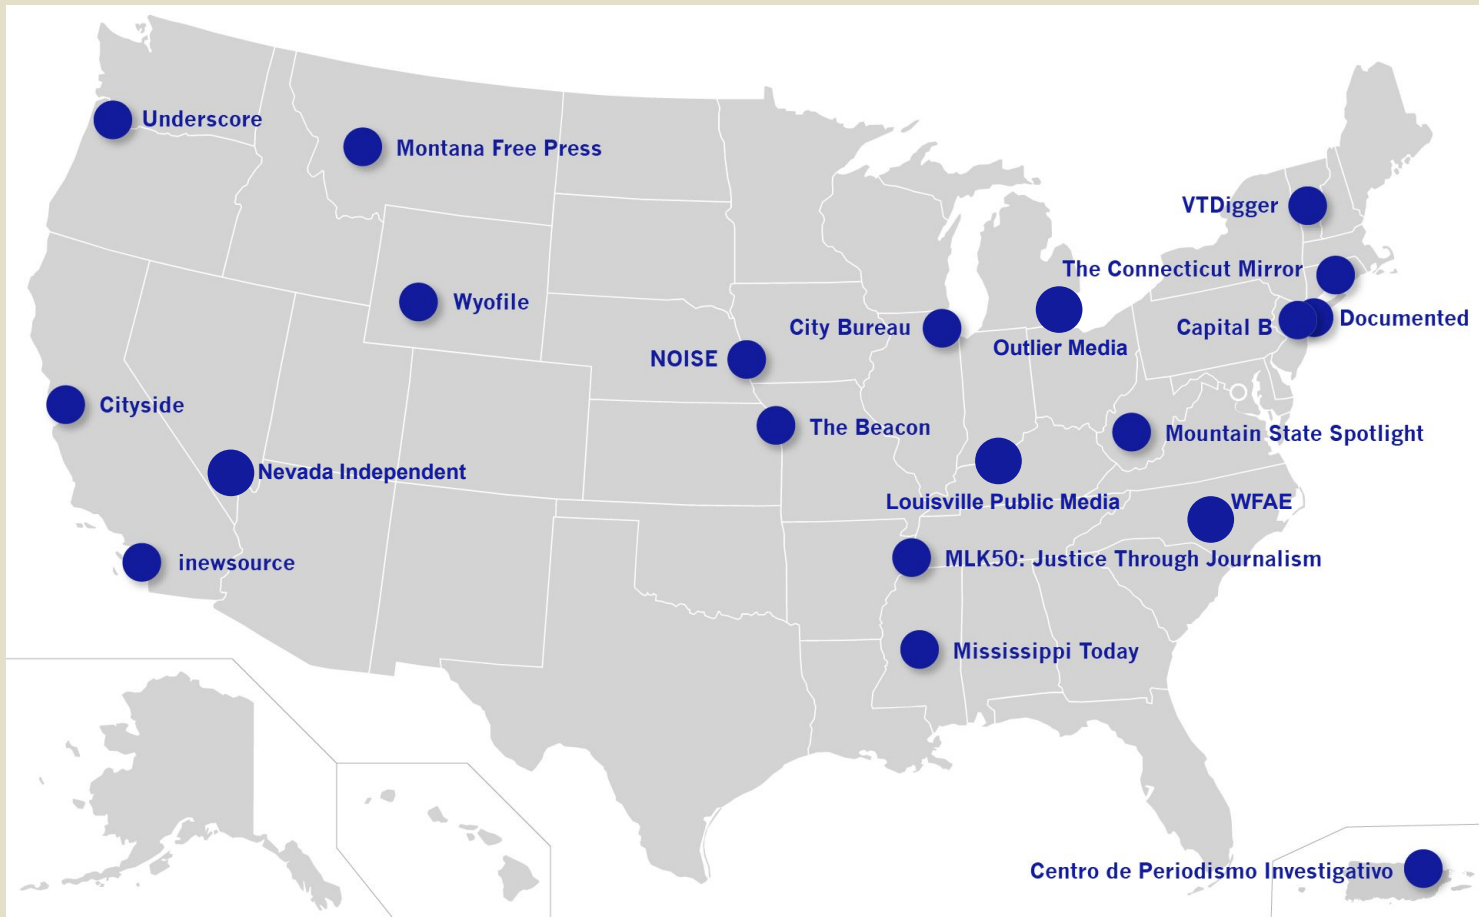 Underscore
Montana Free Press
VTDigger
The Connecticut Mirror
Wyofile
City Bureau
Outlier Media
Capital B
Documented
NOISE
Cityside
The Beacon
Mountain State Spotlight
Nevada Independent
Louisville Public Media
WFAE
inewsource
MLK50: Justice Through Journalism
Mississippi Today
Centro de Periodismo Investigativo